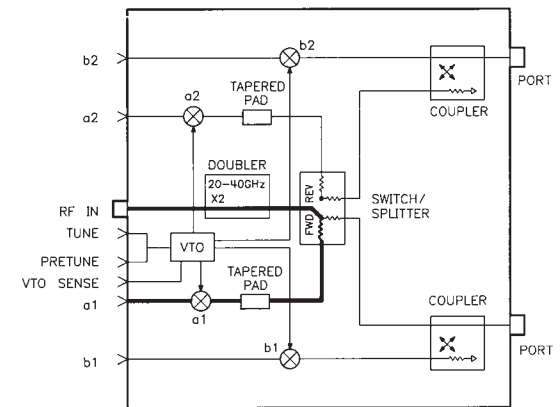 b2
b2
PORT
TAPERED
PAD
a2
a2
COUPLER
DOUBLER
20-40GHz
X2
REV
SWITCH/
SPLITTER
RF IN
FWD
TUNE
VTO
PRETUNE
TAPERED
PAD
VTO SENSE
a1
a1
COUPLER
b1
PORT
b1